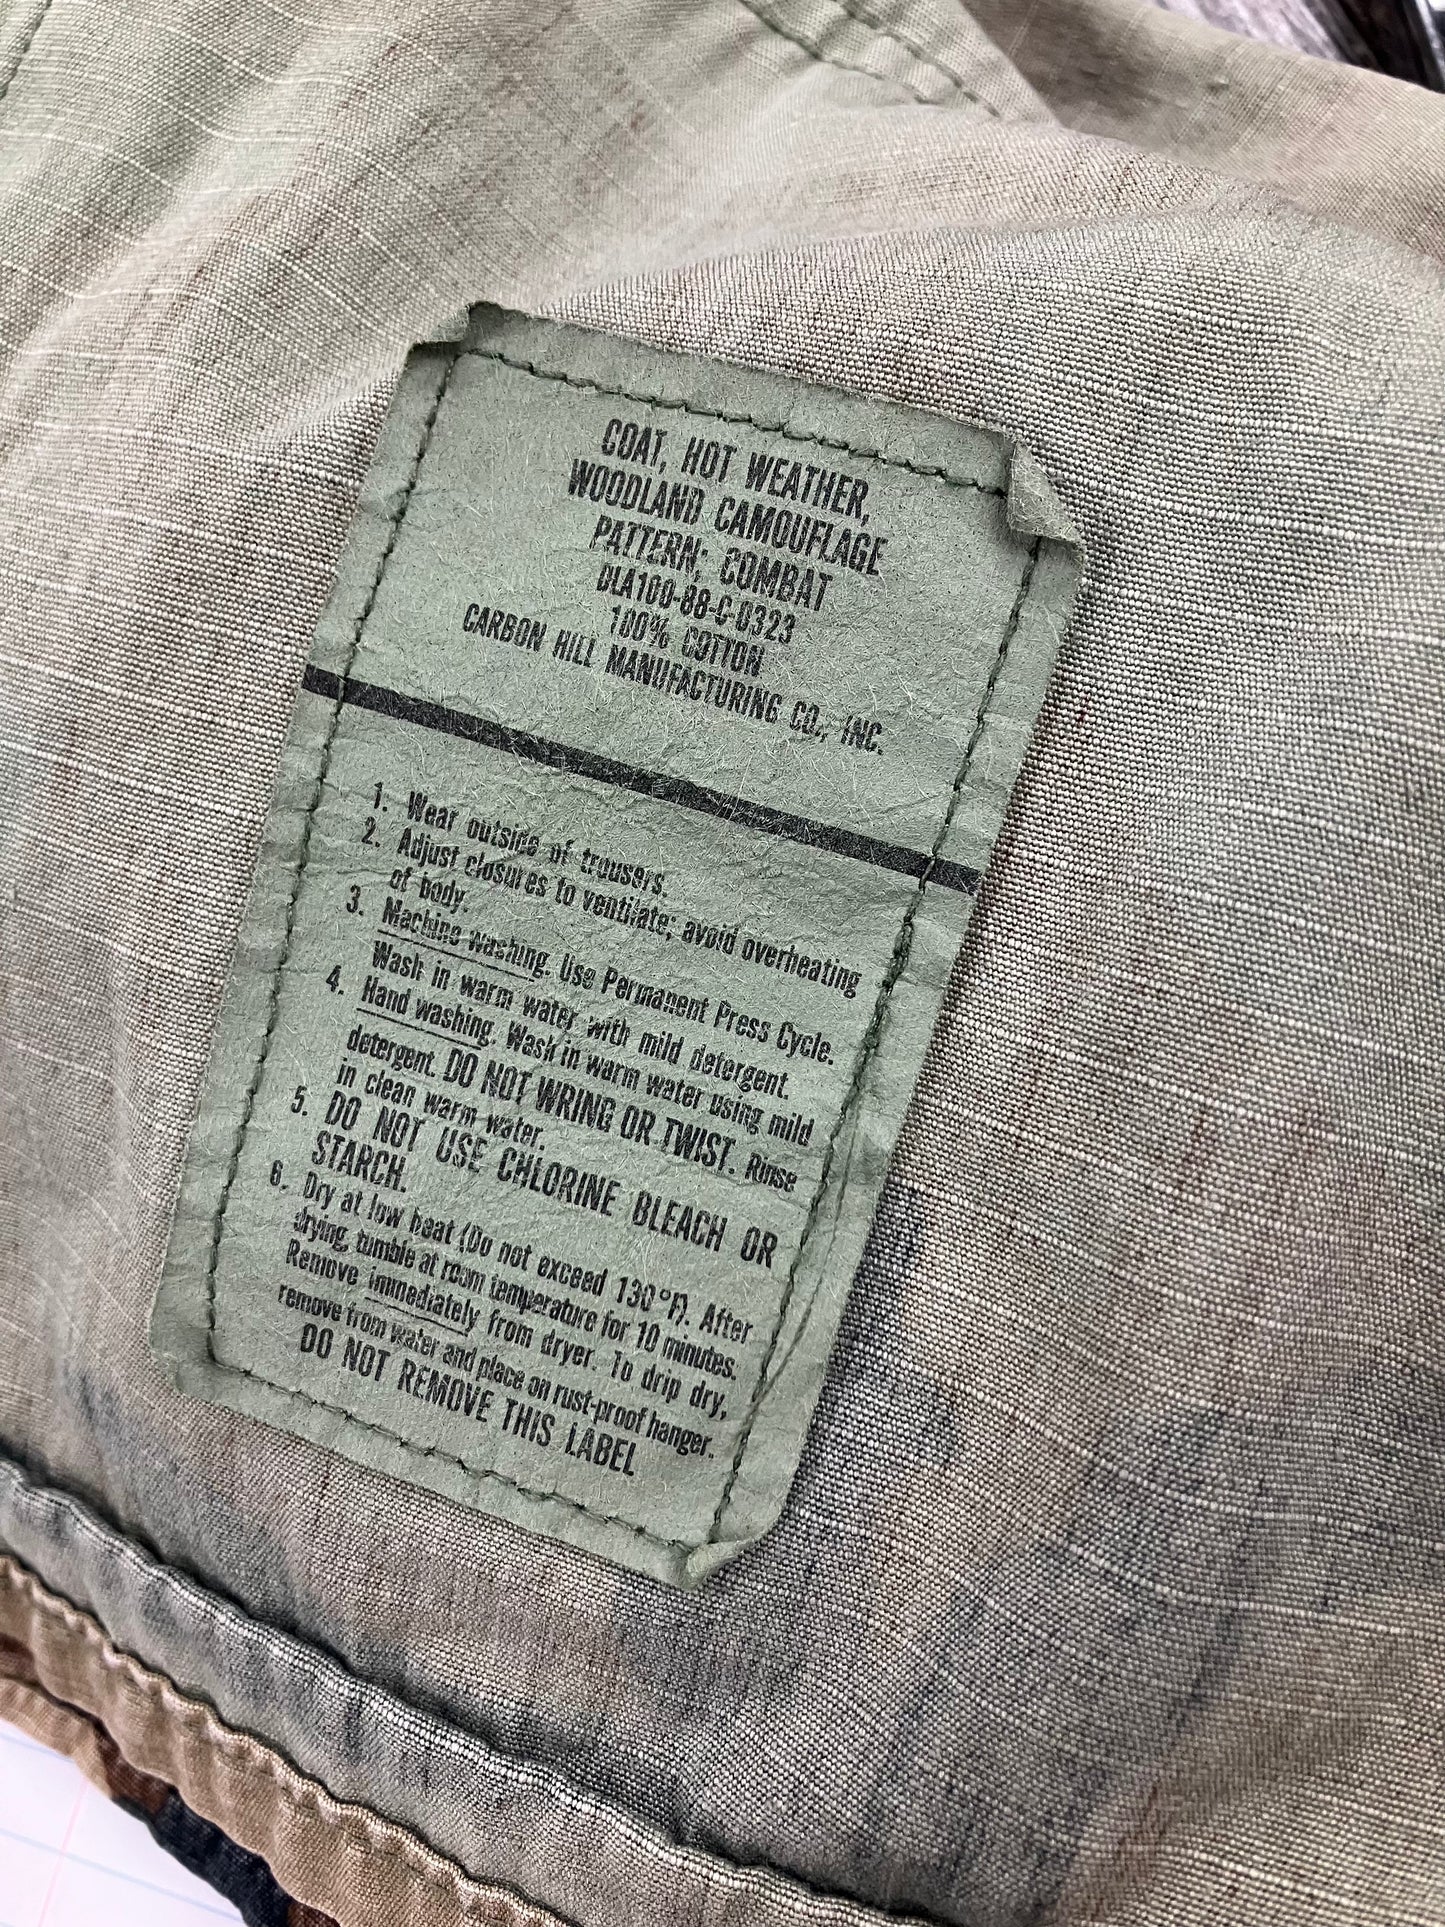 COAT, HOT WEATHER,
WOODLAND CAMOUFLAGE
PATTERN; COMBAT
DLA100-88-C-0323
100% COTTON
CARBON HILL MANUFACTURING CO., INC.
1. Wear outside of trousers.
2. Adjust closures to ventilate; avoid overheating
of body.
3. Machine washing. Use Permanent Press Cycle.
Wash in warm water with mild detergent.
4. Hand washing. Wash in warm water using mild
detergent. DO NOT WRING OR TWIST. Rinse
in clean warm water.
5. DO NOT USE CHLORINE BLEACH OR
STARCH.
6. Dry at low heat (Do not exceed 130°F). After
drying, tumble at room temperature for 10 minutes.
Remove immediately from dryer. To drip dry,
remove from water and place on rust-proof hanger.
DO NOT REMOVE THIS LABEL